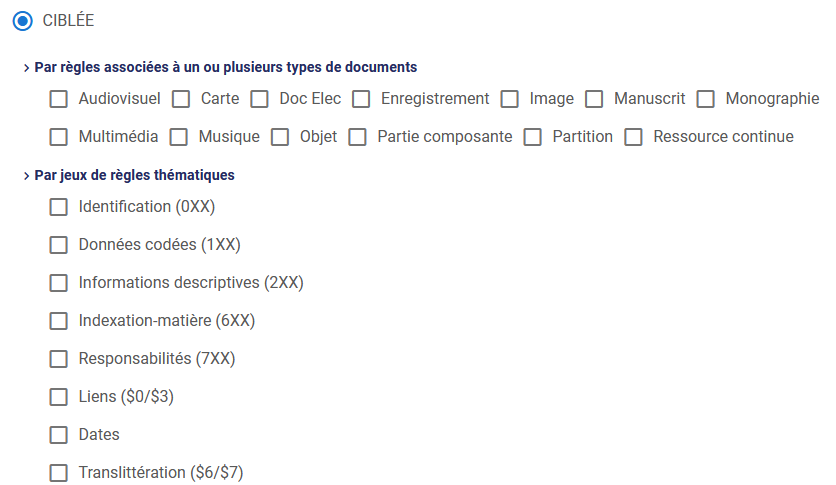 CIBLÉE
Par règles associées à un ou plusieurs types de documents
Audiovisuel Carte Doc Elec Enregistrement Image Manuscrit Monographie
Multimédia Musique Objet Partie composante Partition Ressource continue
Par jeux de règles thématiques
Identification (0XX)
Données codées (1XX)
Informations descriptives (2XX)
Indexation-matière (6XX)
Responsabilités (7XX)
Liens ($0/$3)
Dates
Translittération ($6/$7)